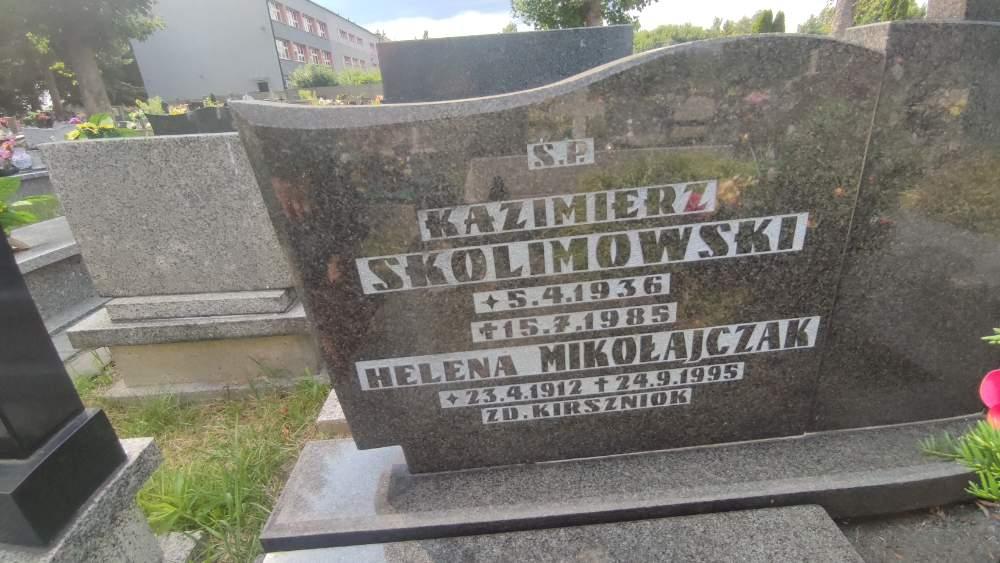 Ś.P.
KAZIMIERZ
SKOLIMOWSKI
✦5.4.1936
✝15.7.1985
HELENA MIKOŁAJCZAK
✦23.4.1912 ✝24.9.1995
ZD. KIRSZNIOK